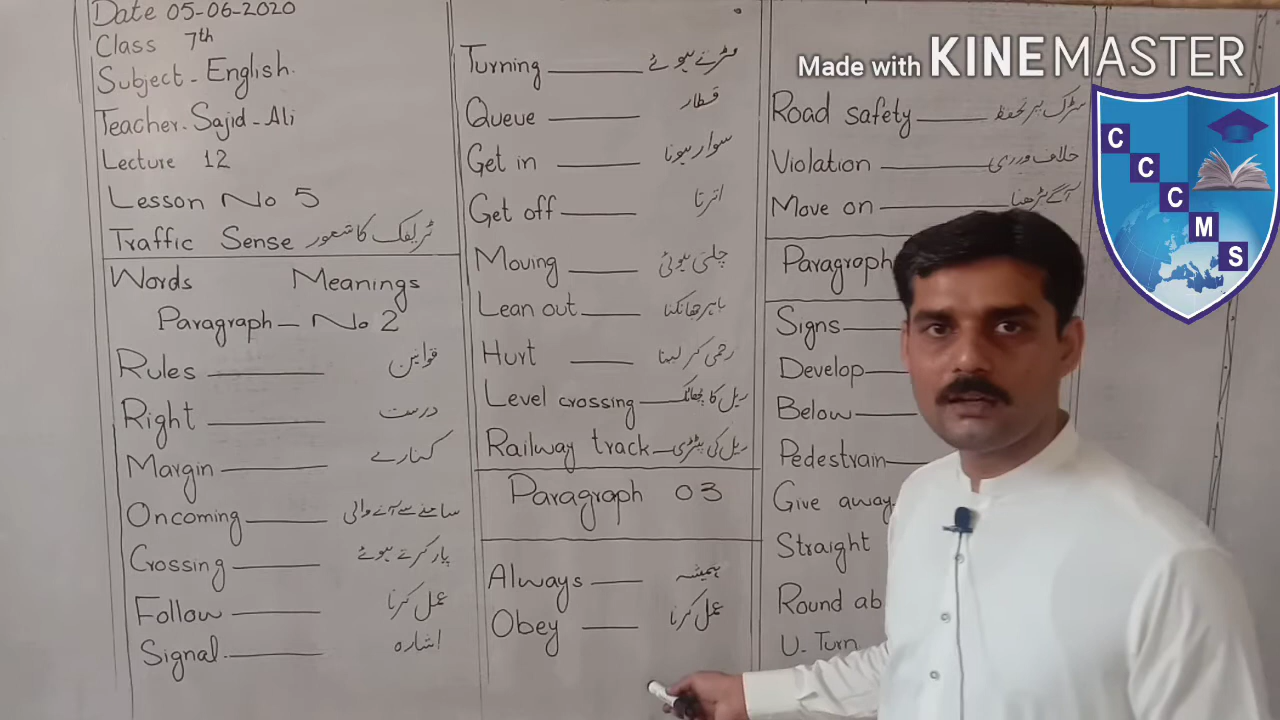 Date 05-06-2020
Class 7th
Subject - English.
Teacher. Sajid - Ali
Lecture 12
Lesson No 5
Traffic Sense ٹریفک کا شعور
Words Meanings
Paragraph - No 2
Rules قوانین
Right درست
Margin کنارے
Oncoming سامنے سے آنے والی
Crossing پار کرتے ہوئے
Follow عمل کرنا
Signal. اشارہ
Turning مڑتے ہوئے
Queue قطار
Get in سوار ہونا
Get off اترنا
Moving چلتی ہوئی
Lean out باہر جھانکنا
Hurt زخمی کر لینا
Level crossing ریل کا پھاٹک
Railway track ریل کی پٹڑی
Paragraph 03
Always ہمیشہ
Obey عمل کرنا
Road safety سڑک پر تحفظ
Violation خلاف ورزی
Move on آگے بڑھنا
Paragraph
Signs
Develop
Below
Pedestrain
Give away
Straight
Round ab
U-Turn
Made with KINEMASTER
C
C
C
M
S